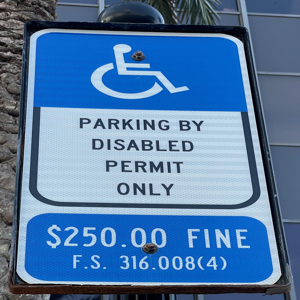 PARKING BY
DISABLED
PERMIT
ONLY
$250.00 FINE
F.S. 316.008(4)